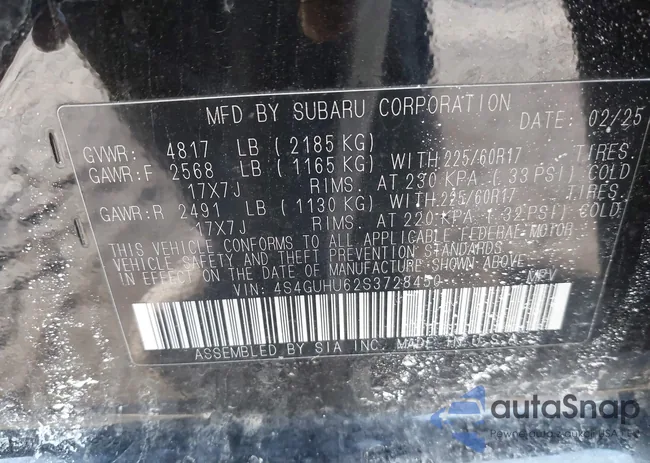 MFD BY SUBARU CORPORATION DATE: 02/25
GVWR: 4817 LB (2185 KG)
GAWR:F 2568 LB (1165 KG) WITH 225/60R17 TIRES.
17X7J RIMS. AT 230 KPA (33 PSI) COLD
GAWR:R 2491 LB (1130 KG) WITH 225/60R17 TIRES.
17X7J RIMS. AT 220 KPA (32 PSI) COLD
THIS VEHICLE CONFORMS TO ALL APPLICABLE FEDERAL MOTOR
VEHICLE SAFETY AND THEFT PREVENTION STANDARDS
IN EFFECT ON THE DATE OF MANUFACTURE SHOWN ABOVE
VIN: 4S4GUHU62S3728450 MPV
ASSEMBLED BY SIA INC. MADE IN U.S.A
autaSnap
Pewne auto z aukcji